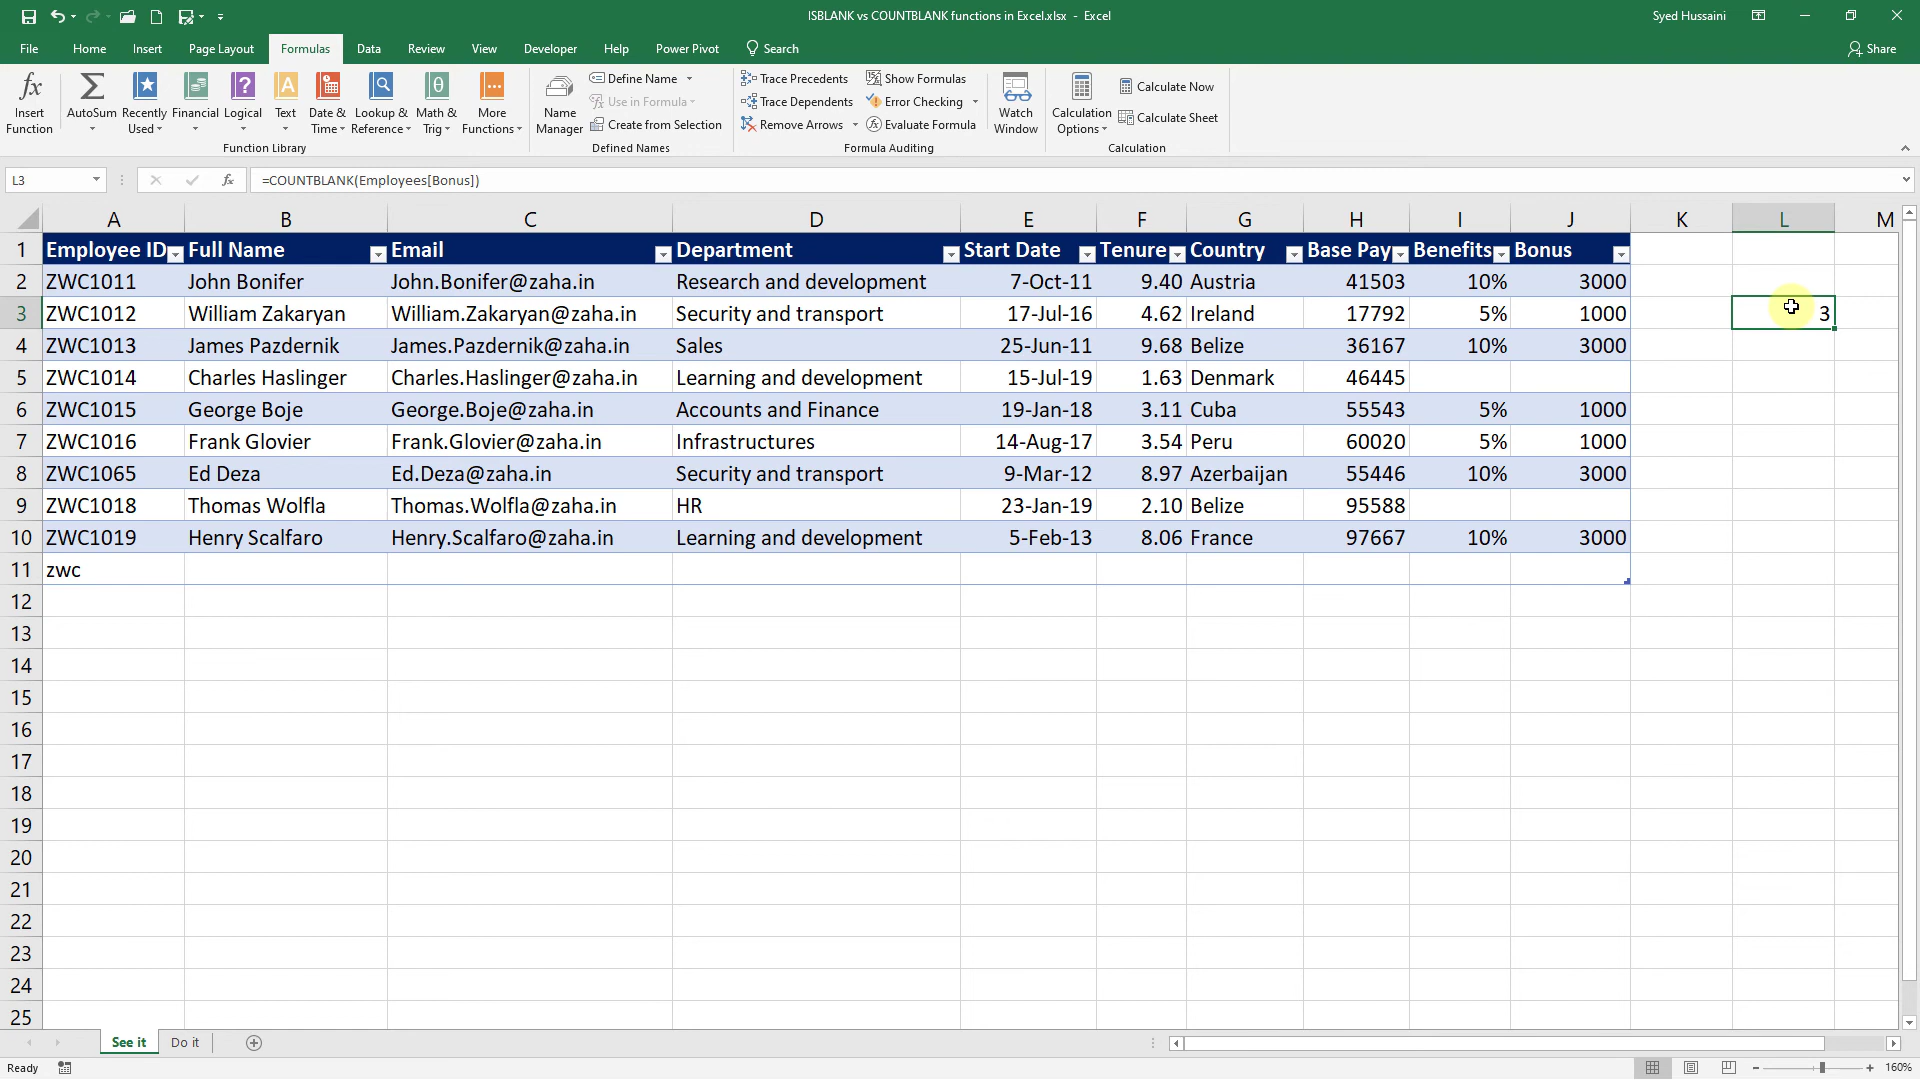 ISBLANK vs COUNTBLANK functions in Excel.xlsx - Excel
Syed Hussaini
File Home Insert Page Layout Formulas Data Review View Developer Help Power Pivot Search Share
Insert Function
AutoSum
Recently Used
Financial
Logical
Text
Date & Time
Lookup & Reference
Math & Trig
More Functions
Function Library
Name Manager
Define Name
Use in Formula
Create from Selection
Defined Names
Trace Precedents
Trace Dependents
Remove Arrows
Show Formulas
Error Checking
Evaluate Formula
Formula Auditing
Watch Window
Calculation Options
Calculate Now
Calculate Sheet
Calculation
L3 fx =COUNTBLANK(Employees[Bonus])
A B C D E F G H I J K L M
1 Employee ID Full Name Email Department Start Date Tenure Country Base Pay Benefits Bonus
2 ZWC1011 John Bonifer John.Bonifer@zaha.in Research and development 7-Oct-11 9.40 Austria 41503 10% 3000
3 ZWC1012 William Zakaryan William.Zakaryan@zaha.in Security and transport 17-Jul-16 4.62 Ireland 17792 5% 1000 3
4 ZWC1013 James Pazdernik James.Pazdernik@zaha.in Sales 25-Jun-11 9.68 Belize 36167 10% 3000
5 ZWC1014 Charles Haslinger Charles.Haslinger@zaha.in Learning and development 15-Jul-19 1.63 Denmark 46445
6 ZWC1015 George Boje George.Boje@zaha.in Accounts and Finance 19-Jan-18 3.11 Cuba 55543 5% 1000
7 ZWC1016 Frank Glovier Frank.Glovier@zaha.in Infrastructures 14-Aug-17 3.54 Peru 60020 5% 1000
8 ZWC1065 Ed Deza Ed.Deza@zaha.in Security and transport 9-Mar-12 8.97 Azerbaijan 55446 10% 3000
9 ZWC1018 Thomas Wolfla Thomas.Wolfla@zaha.in HR 23-Jan-19 2.10 Belize 95588
10 ZWC1019 Henry Scalfaro Henry.Scalfaro@zaha.in Learning and development 5-Feb-13 8.06 France 97667 10% 3000
11 zwc
12
13
14
15
16
17
18
19
20
21
22
23
24
25
See it Do it
Ready 160%